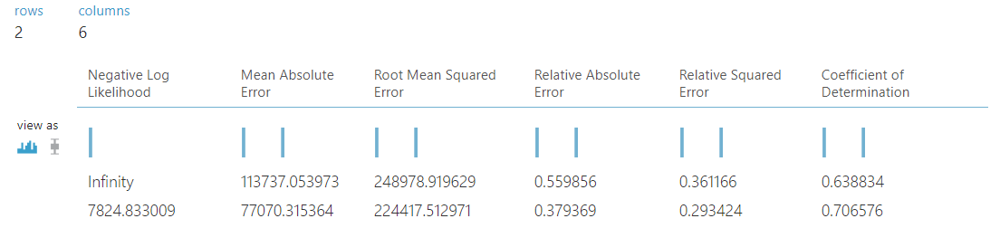 rows columns
2 6
Negative Log Mean Absolute Root Mean Squared Relative Absolute Relative Squared Coefficient of
Likelihood Error Error Error Error Determination
view as
Infinity 113737.053973 248978.919629 0.559856 0.361166 0.638834
7824.833009 77070.315364 224417.512971 0.379369 0.293424 0.706576